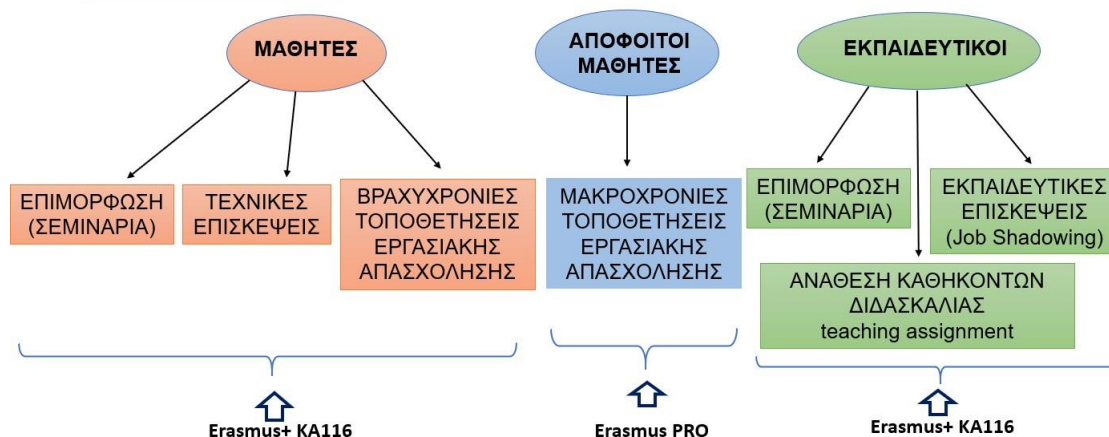 ΜΑΘΗΤΕΣ
ΑΠΟΦΟΙΤΟΙ
ΜΑΘΗΤΕΣ
ΕΚΠΑΙΔΕΥΤΙΚΟΙ
ΕΠΙΜΟΡΦΩΣΗ
(ΣΕΜΙΝΑΡΙΑ)
ΤΕΧΝΙΚΕΣ
ΕΠΙΣΚΕΨΕΙΣ
ΒΡΑΧΥΧΡΟΝΙΕΣ
ΤΟΠΟΘΕΤΗΣΕΙΣ
ΕΡΓΑΣΙΑΚΗΣ
ΑΠΑΣΧΟΛΗΣΗΣ
ΜΑΚΡΟΧΡΟΝΙΕΣ
ΤΟΠΟΘΕΤΗΣΕΙΣ
ΕΡΓΑΣΙΑΚΗΣ
ΑΠΑΣΧΟΛΗΣΗΣ
ΕΠΙΜΟΡΦΩΣΗ
(ΣΕΜΙΝΑΡΙΑ)
ΕΚΠΑΙΔΕΥΤΙΚΕΣ
ΕΠΙΣΚΕΨΕΙΣ
(Job Shadowing)
ΑΝΑΘΕΣΗ ΚΑΘΗΚΟΝΤΩΝ
ΔΙΔΑΣΚΑΛΙΑΣ
teaching assignment
Erasmus+ KA116
Erasmus PRO
Erasmus+ KA116